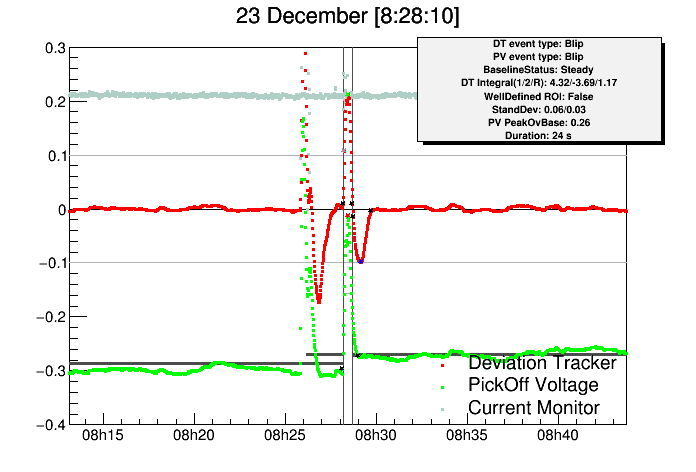 23 December [8:28:10]
DT event type: Blip
PV event type: Blip
BaselineStatus: Steady
DT Integral(1/2/R): 4.32/-3.69/1.17
WellDefined ROI: False
StandDev: 0.06/0.03
PV PeakOvBase: 0.26
Duration: 24 s
0.3
0.2
0.1
0
−0.1
−0.2
−0.3
−0.4
Deviation Tracker
PickOff Voltage
Current Monitor
08h15 08h20 08h25 08h30 08h35 08h40